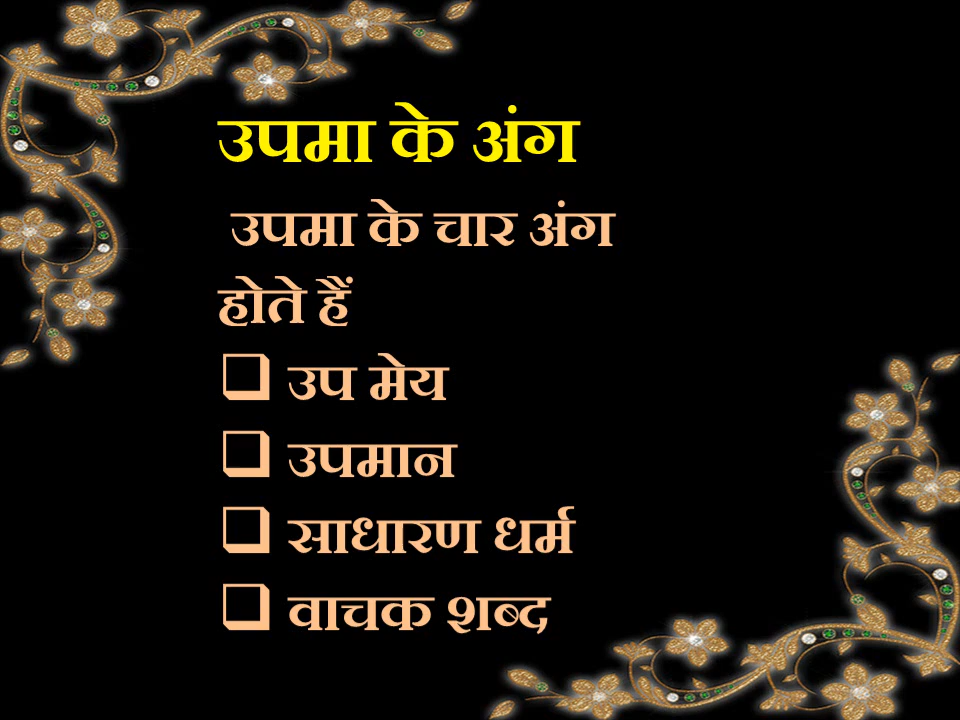 उपमा के अंग
उपमा के चार अंग
होते हैं
उप मेय
उपमान
साधारण धर्म
वाचक शब्द